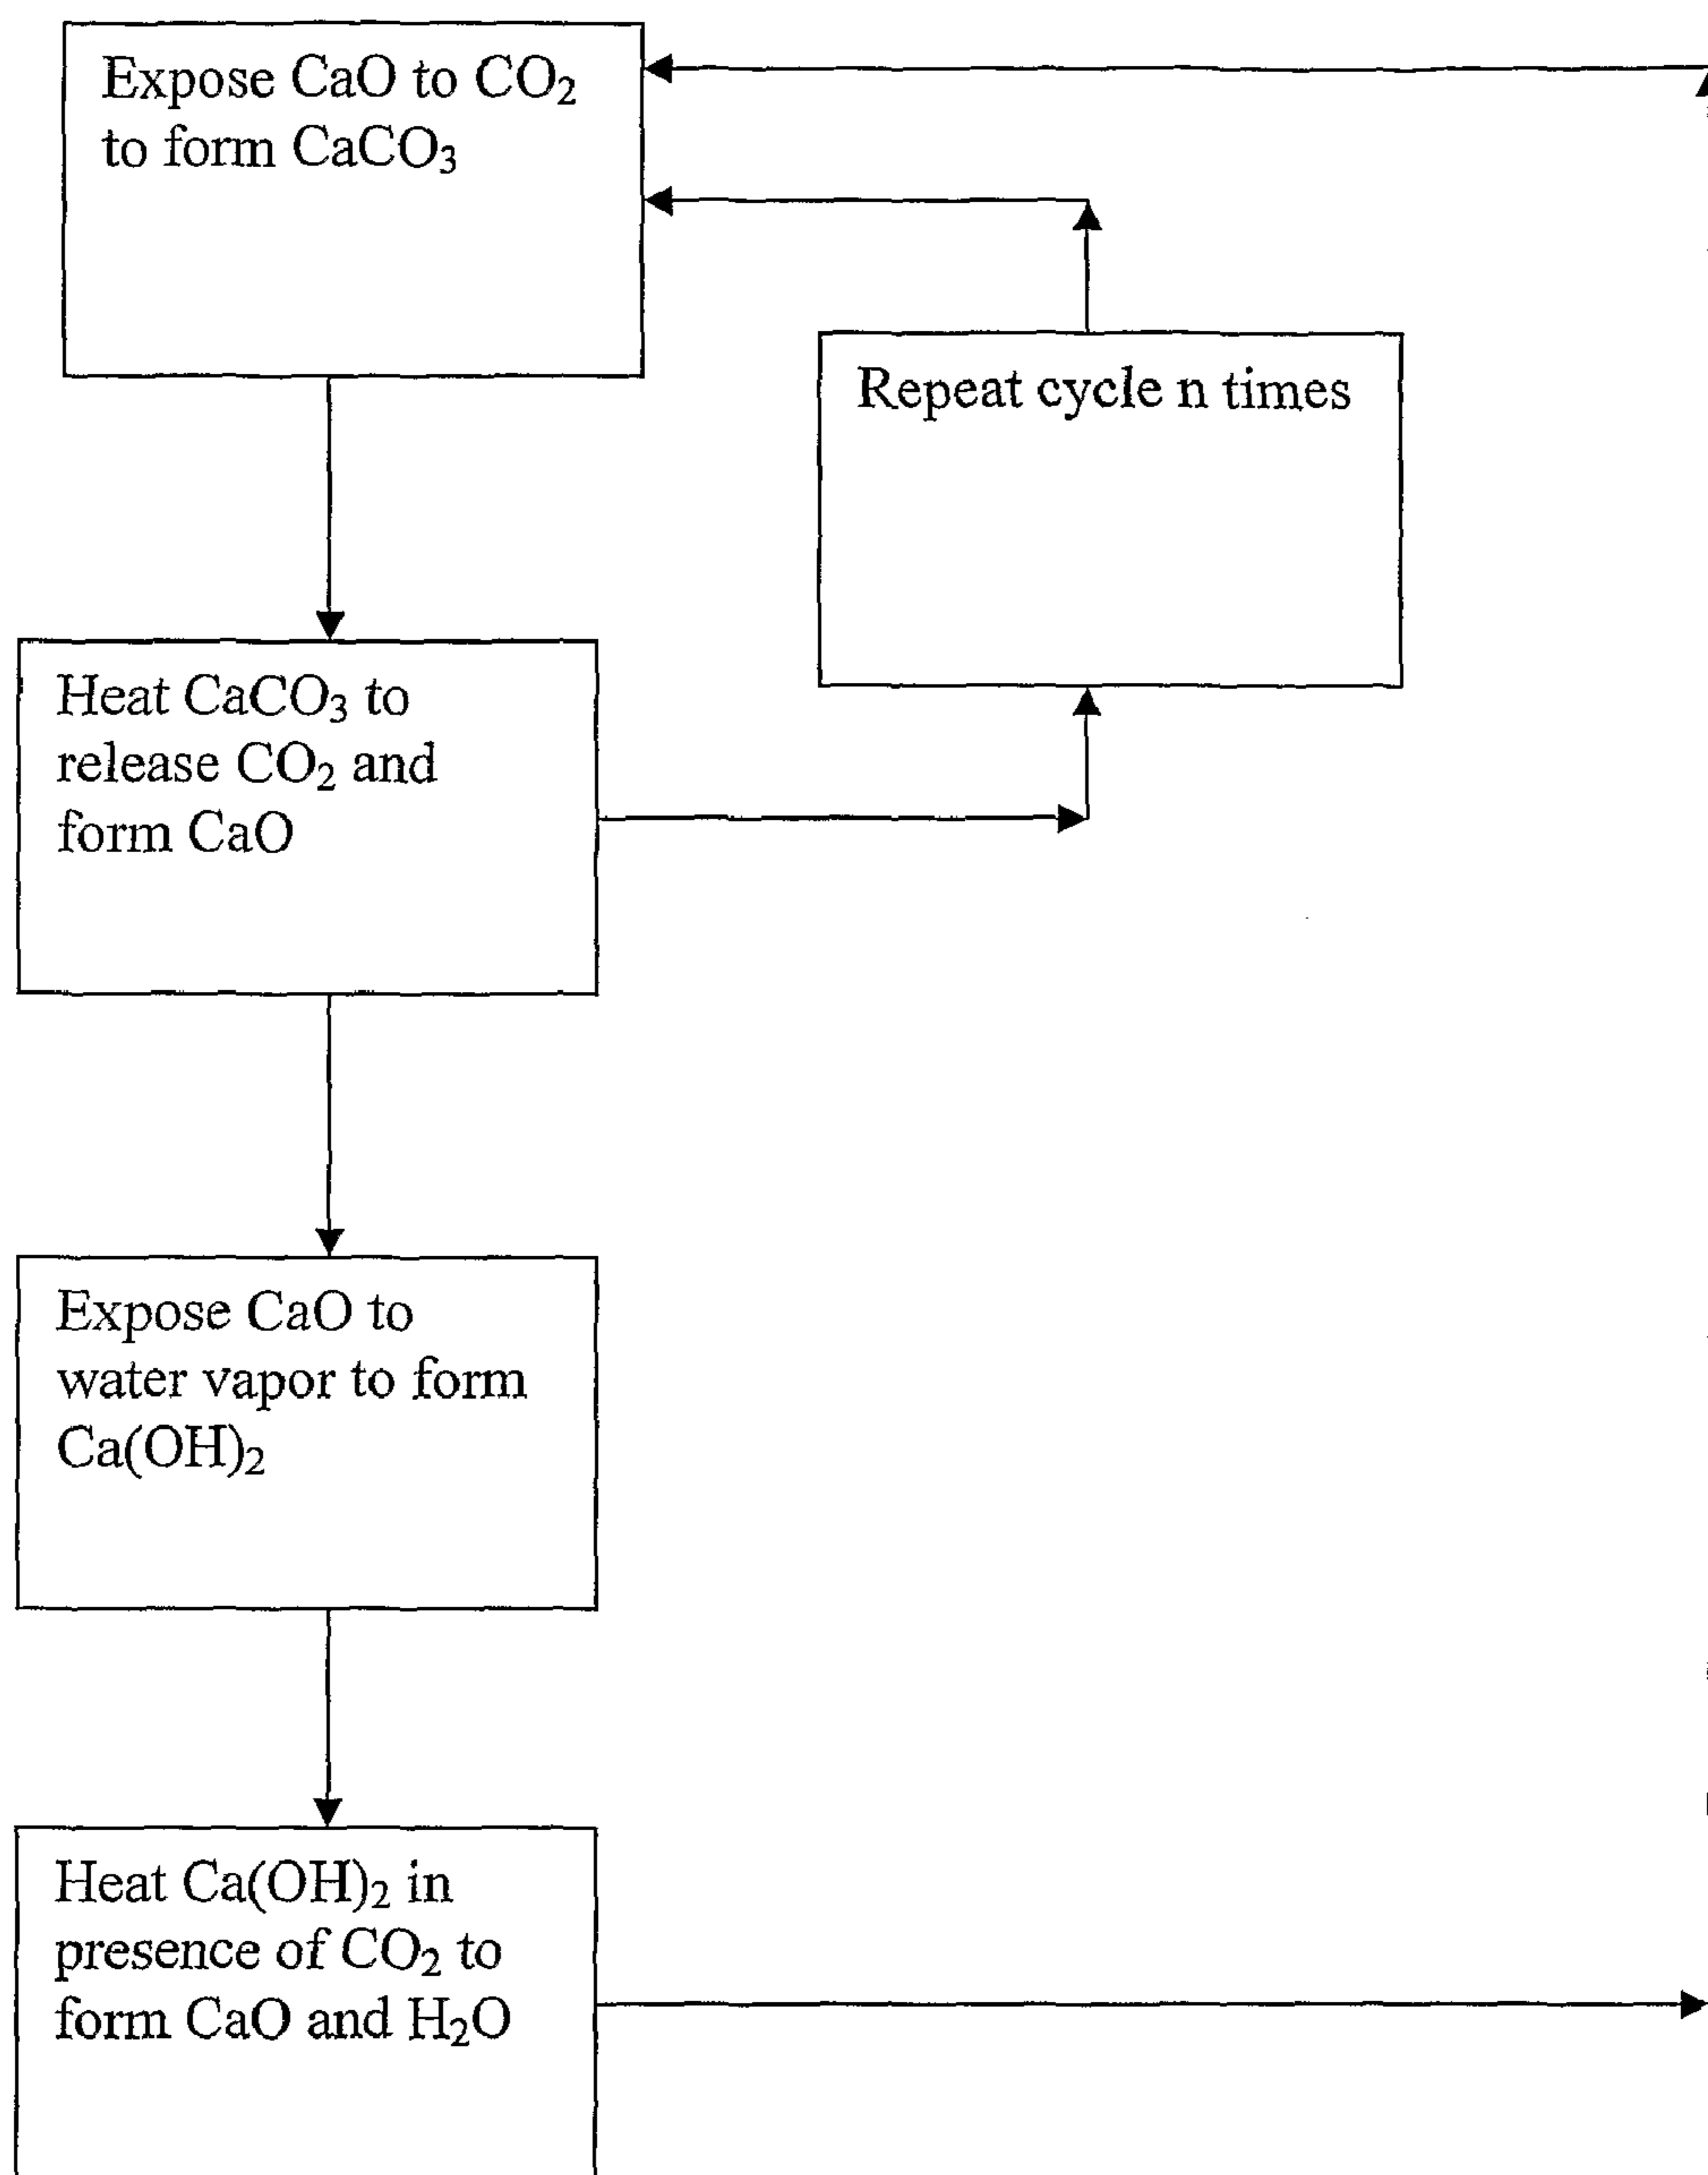 Expose CaO to CO₂
to form CaCO₃
Repeat cycle n times
Heat CaCO₃ to
release CO₂ and
form CaO
Expose CaO to
water vapor to form
Ca(OH)₂
Heat Ca(OH)₂ in
presence of CO₂ to
form CaO and H₂O